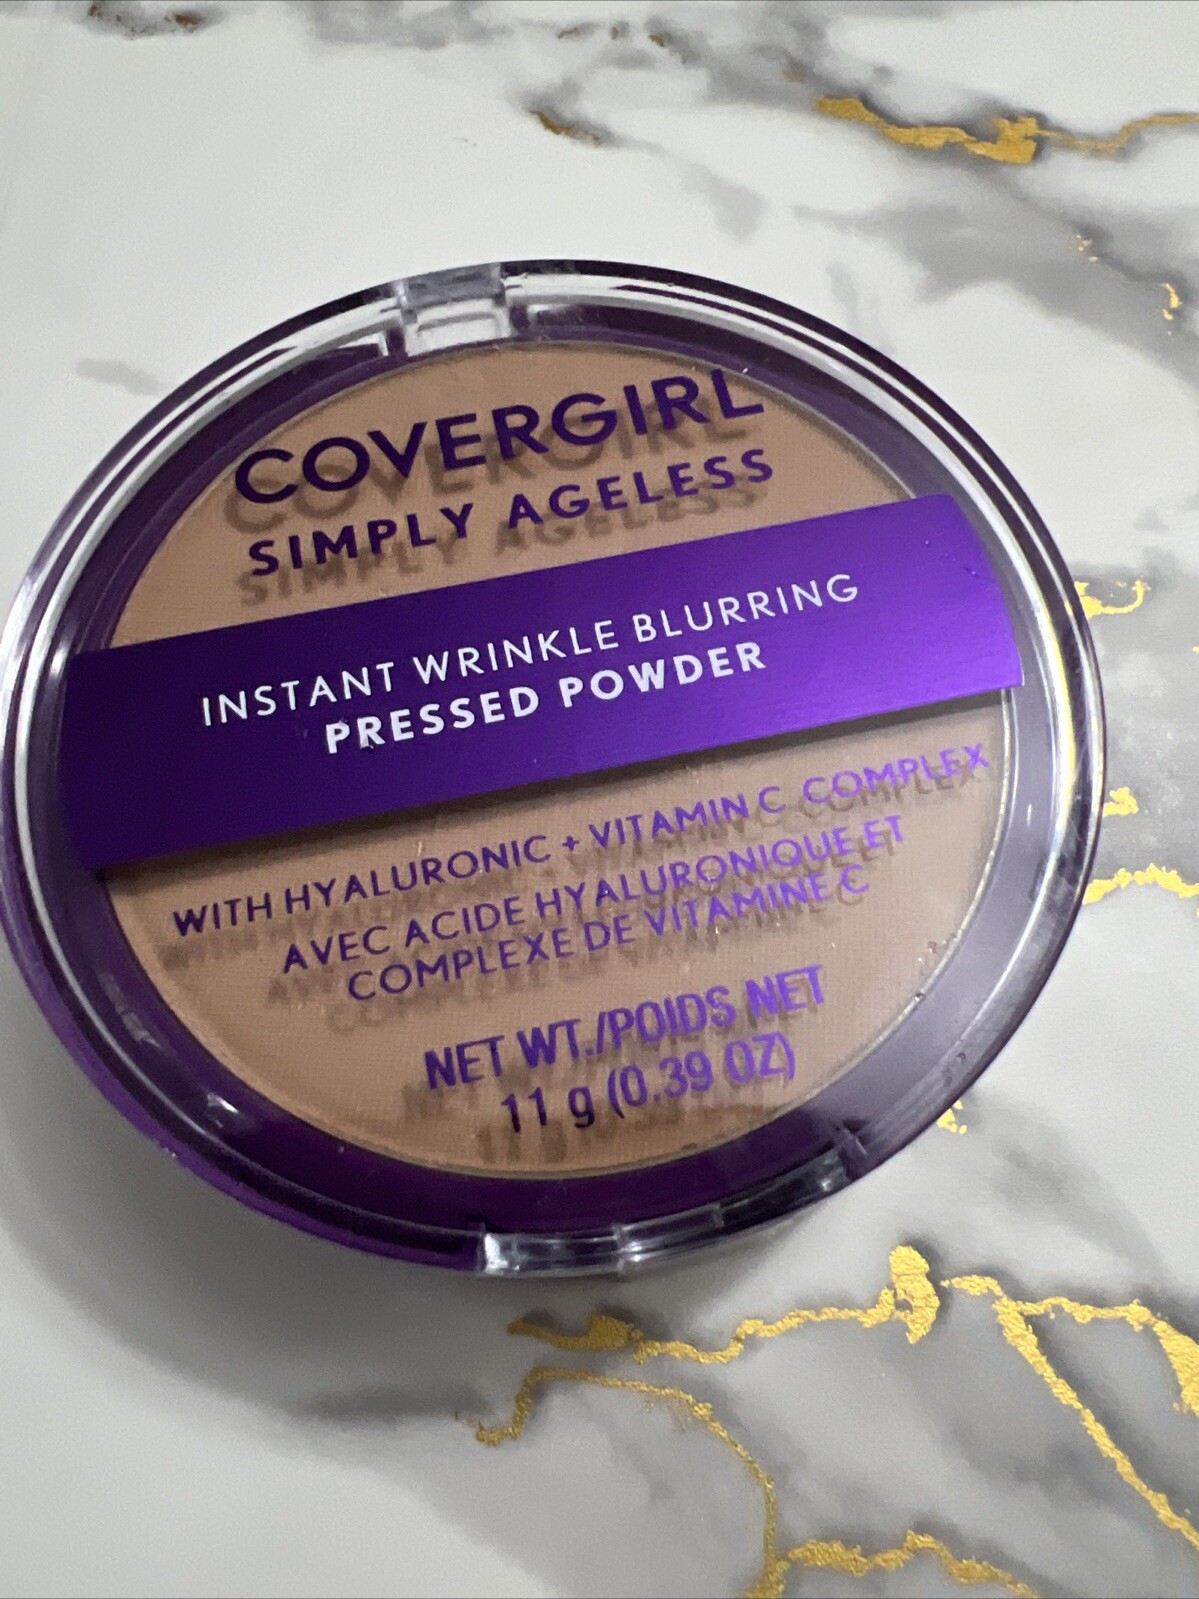 COVERGIRL
SIMPLY AGELESS
INSTANT WRINKLE BLURRING
PRESSED POWDER
WITH HYALURONIC + VITAMIN C COMPLEX
AVEC ACIDE HYALURONIQUE ET
COMPLEXE DE VITAMINE C
NET WT./POIDS NET
11 g (0.39 OZ)